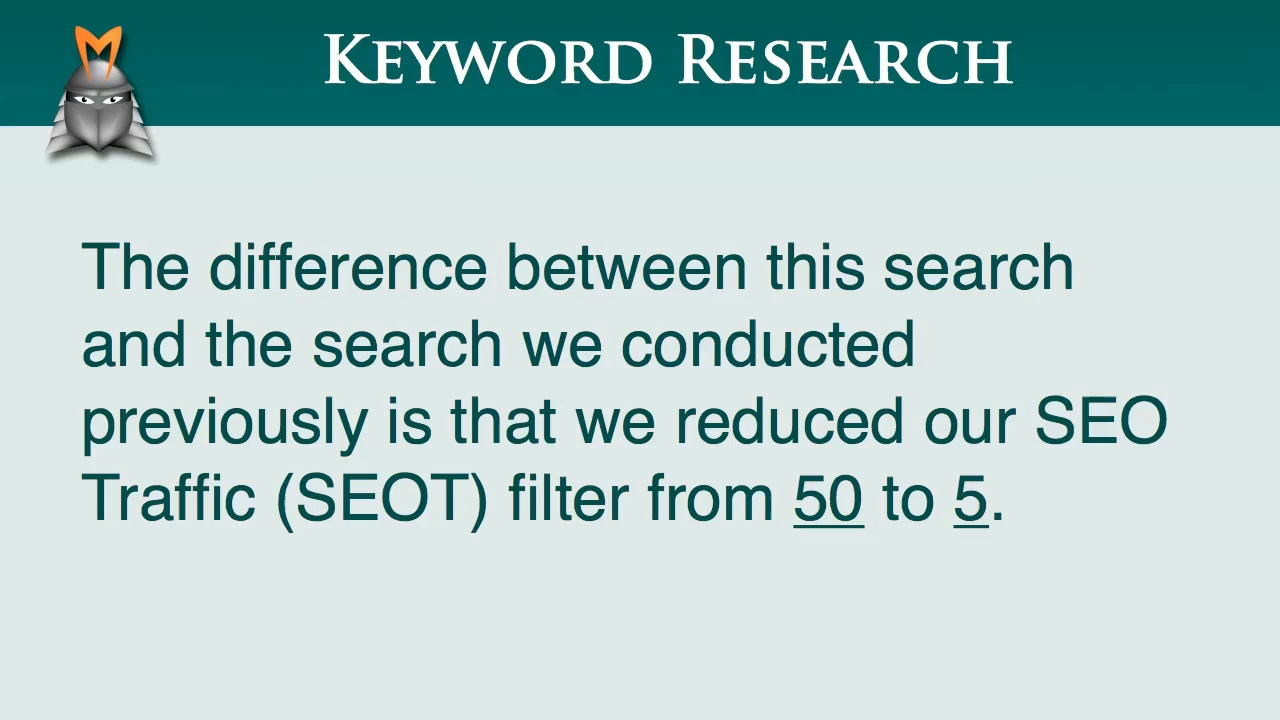 Keyword Research
The difference between this search
and the search we conducted
previously is that we reduced our SEO
Traffic (SEOT) filter from 50 to 5.